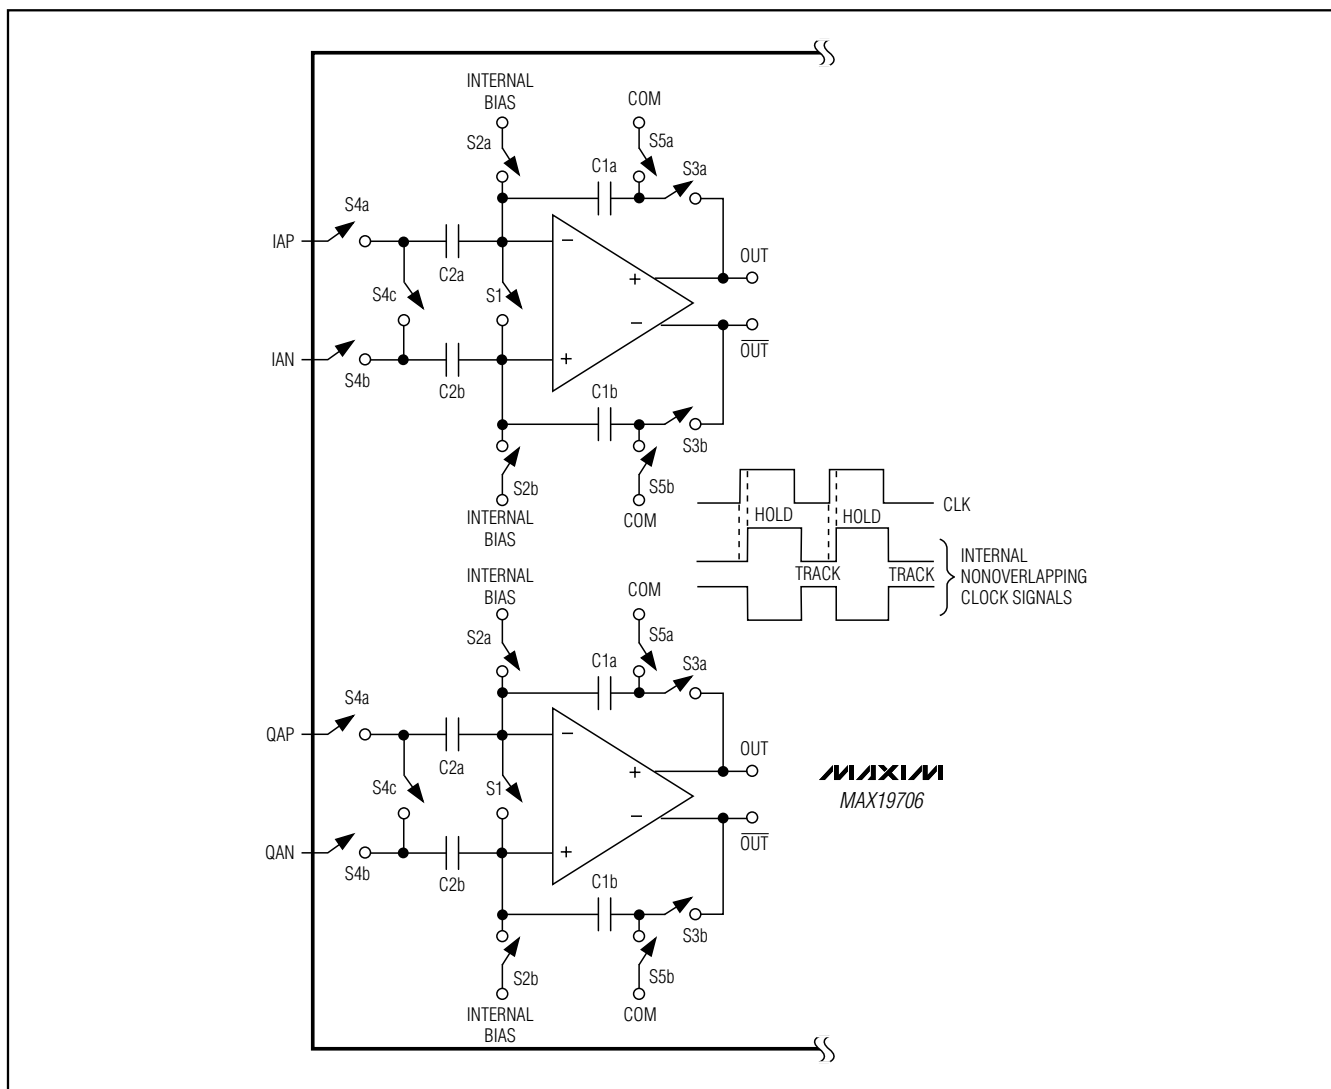 INTERNAL
BIAS
COM
S2a
S5a
C1a
S3a
S4a
IAP
−
OUT
C2a
+
S4c
S1
−
OUT
IAN
+
S4b
C2b
C1b
S3b
S2b
S5b
INTERNAL
BIAS
COM
CLK
HOLD
HOLD
TRACK
TRACK
INTERNAL
NONOVERLAPPING
CLOCK SIGNALS
INTERNAL
BIAS
COM
S2a
S5a
C1a
S3a
S4a
QAP
−
OUT
C2a
+
S4c
S1
MAXIM
MAX19706
−
OUT
QAN
+
S4b
C2b
C1b
S3b
S2b
S5b
INTERNAL
BIAS
COM